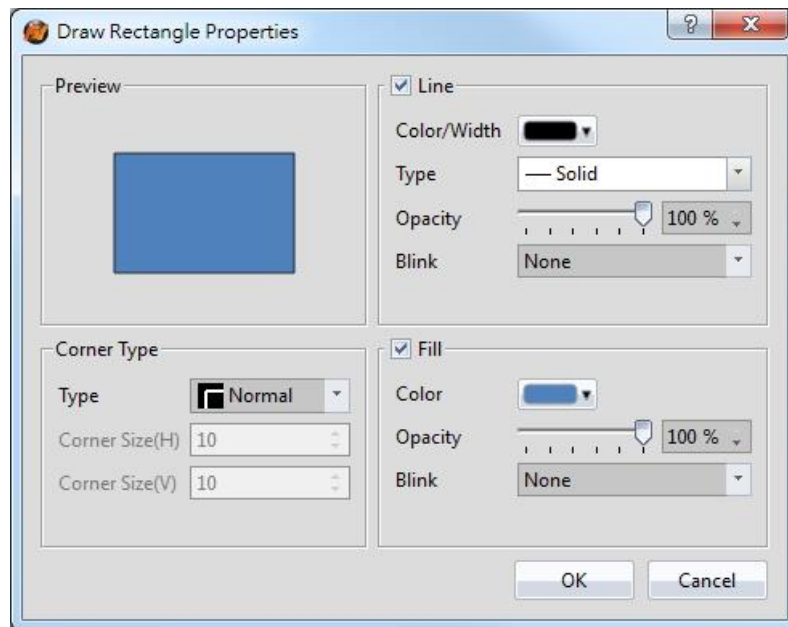 Draw Rectangle Properties
?
X
Preview
Line
Color/Width
Type
Solid
Opacity
100 %
Blink
None
Corner Type
Type
Normal
Corner Size(H)
10
Corner Size(V)
10
Fill
Color
Opacity
100 %
Blink
None
OK
Cancel